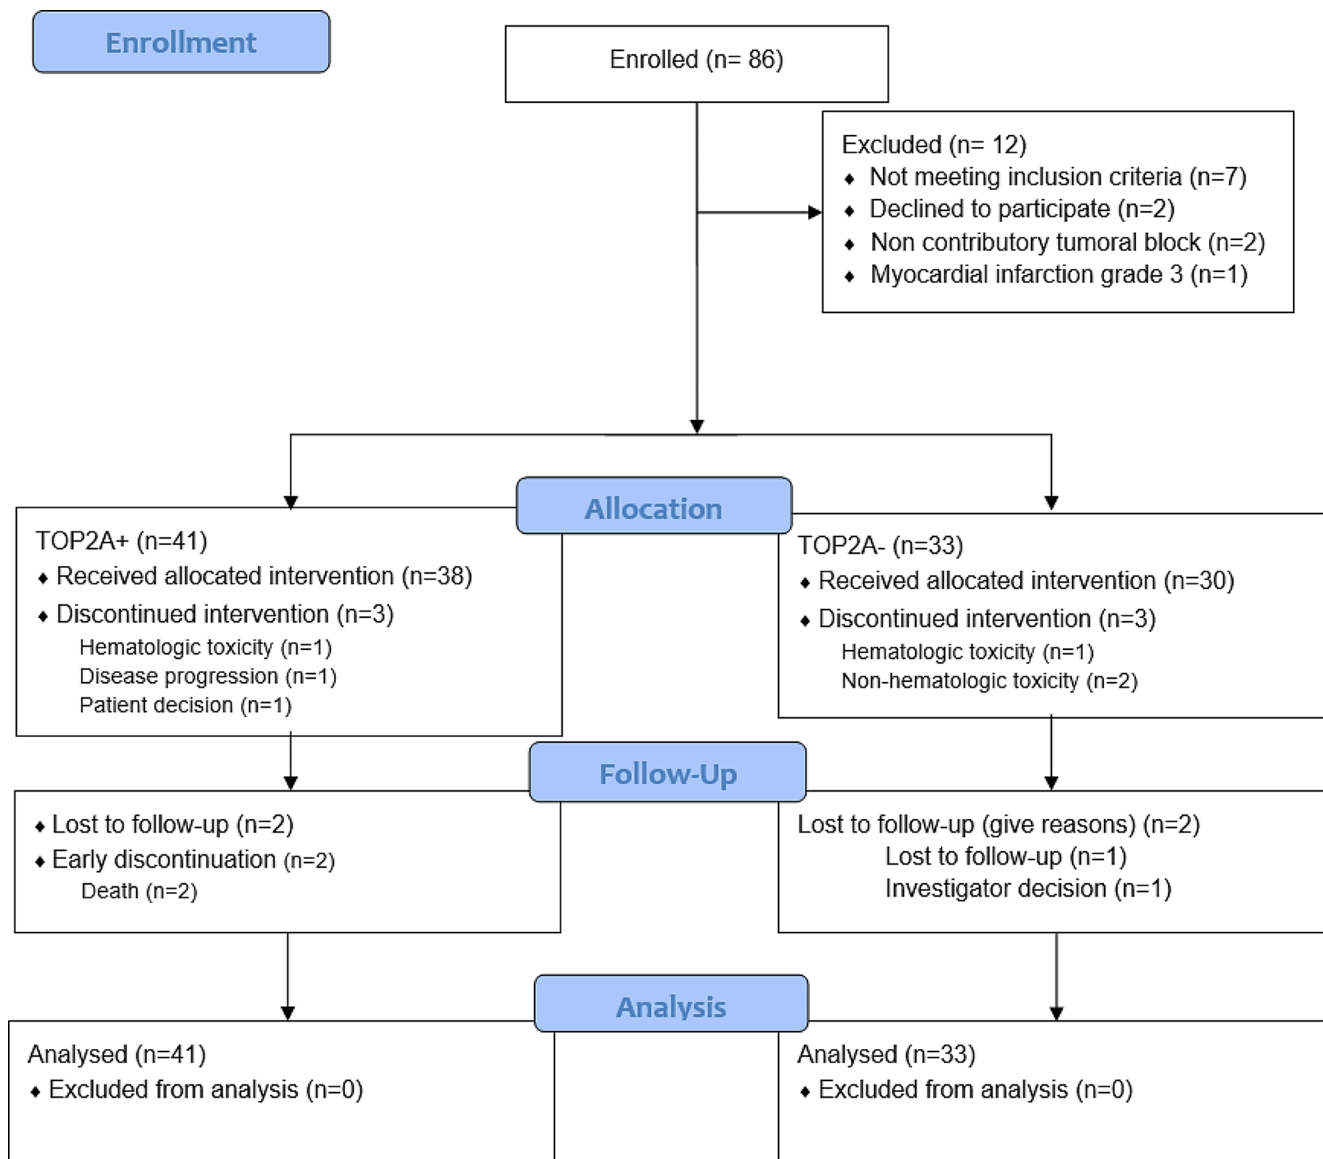 Enrollment
Enrolled (n= 86)
Excluded (n= 12)
♦ Not meeting inclusion criteria (n=7)
♦ Declined to participate (n=2)
♦ Non contributory tumoral block (n=2)
♦ Myocardial infarction grade 3 (n=1)
Allocation
TOP2A+ (n=41)
♦ Received allocated intervention (n=38)
♦ Discontinued intervention (n=3)
Hematologic toxicity (n=1)
Disease progression (n=1)
Patient decision (n=1)
TOP2A- (n=33)
♦ Received allocated intervention (n=30)
♦ Discontinued intervention (n=3)
Hematologic toxicity (n=1)
Non-hematologic toxicity (n=2)
Follow-Up
♦ Lost to follow-up (n=2)
♦ Early discontinuation (n=2)
Death (n=2)
Lost to follow-up (give reasons) (n=2)
Lost to follow-up (n=1)
Investigator decision (n=1)
Analysis
Analysed (n=41)
♦ Excluded from analysis (n=0)
Analysed (n=33)
♦ Excluded from analysis (n=0)